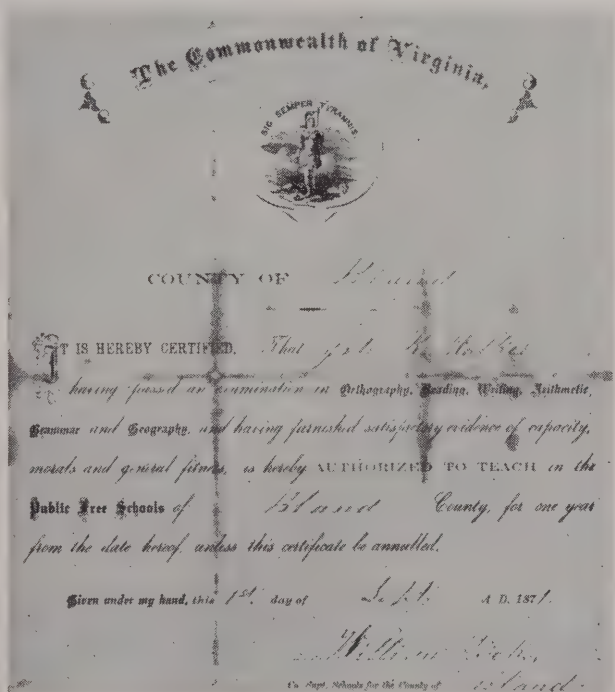 The Commonwealth of Virginia,
SIC SEMPER TYRANNIS.
COUNTY OF Bland
IT IS HEREBY CERTIFIED, That
having passed an examination in Orthography, Reading, Writing, Arithmetic,
Grammar and Geography, and having furnished satisfactory evidence of capacity,
morals and general fitness, is hereby AUTHORIZED TO TEACH in the
Public Free Schools of Bland County, for one year
from the date hereof, unless this certificate be annulled.
Given under my hand, this 1st day of Sept. A. D. 1871.
William
Co. Supt. Schools for the County of Bland